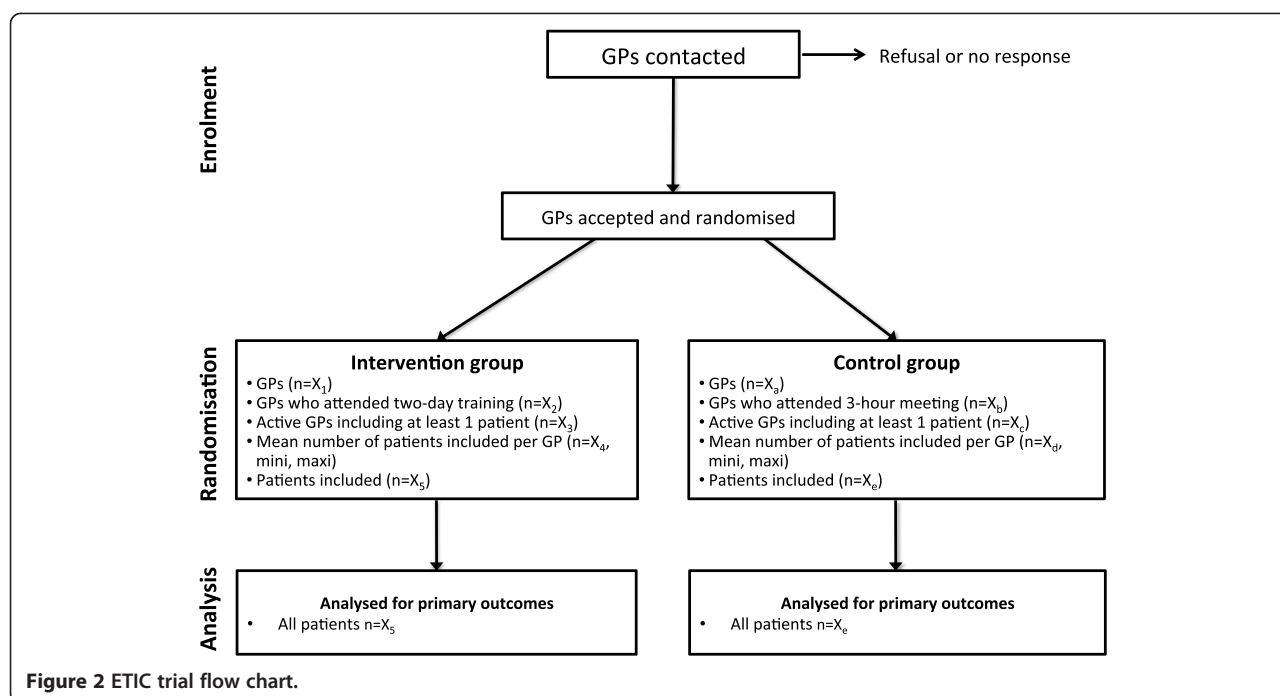 GPs contacted
Refusal or no response
Enrolment
GPs accepted and randomised
Randomisation
Intervention group
• GPs (n=X₁)
• GPs who attended two-day training (n=X₂)
• Active GPs including at least 1 patient (n=X₃)
• Mean number of patients included per GP (n=X₄,
mini, maxi)
• Patients included (n=X₅)
Control group
• GPs (n=Xₐ)
• GPs who attended 3-hour meeting (n=X_b)
• Active GPs including at least 1 patient (n=X_c)
• Mean number of patients included per GP (n=X_d,
mini, maxi)
• Patients included (n=Xₑ)
Analysis
Analysed for primary outcomes
• All patients n=X₅
Analysed for primary outcomes
• All patients n=Xₑ
Figure 2 ETIC trial flow chart.